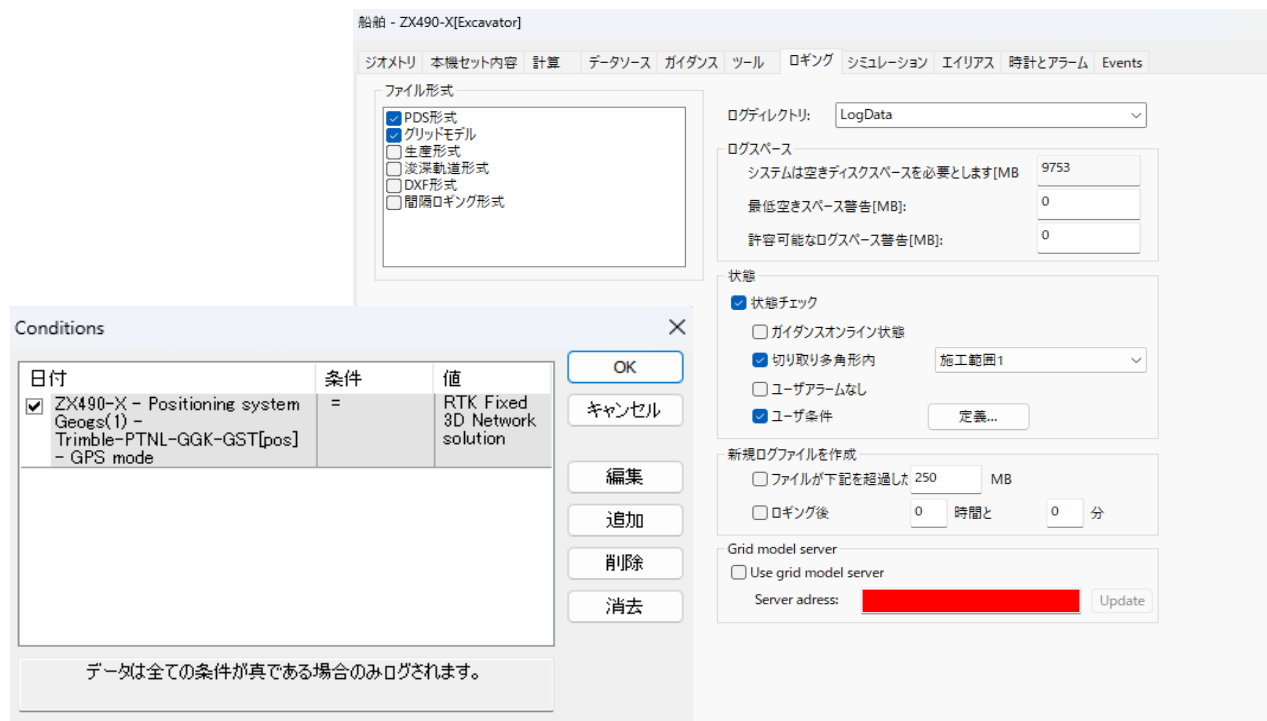 船舶 - ZX490-X[Excavator]
ジオメトリ 本機セット内容 計算 データソース ガイダンス ツール ロギング シミュレーション エイリアス 時計とアラーム Events
ファイル形式
PDS形式
グリッドモデル
生産形式
浚渫軌道形式
DXF形式
間隔ロギング形式
ログディレクトリ: LogData
ログスペース
システムは空きディスクスペースを必要とします[MB 9753
最低空きスペース警告[MB]: 0
許容可能なログスペース警告[MB]: 0
状態
状態チェック
ガイダンスオンライン状態
切り取り多角形内 施工範囲1
ユーザアラームなし
ユーザ条件 定義...
新規ログファイルを作成
ファイルが下記を超過した 250 MB
ロギング後 0 時間と 0 分
Grid model server
Use grid model server
Server adress: Update
Conditions
日付 条件 値
ZX490-X - Positioning system
Geogs(1) -
Trimble-PTNL-GGK-GST[pos]
- GPS mode
=
RTK Fixed
3D Network
solution
OK
キャンセル
編集
追加
削除
消去
データは全ての条件が真である場合のみログされます。